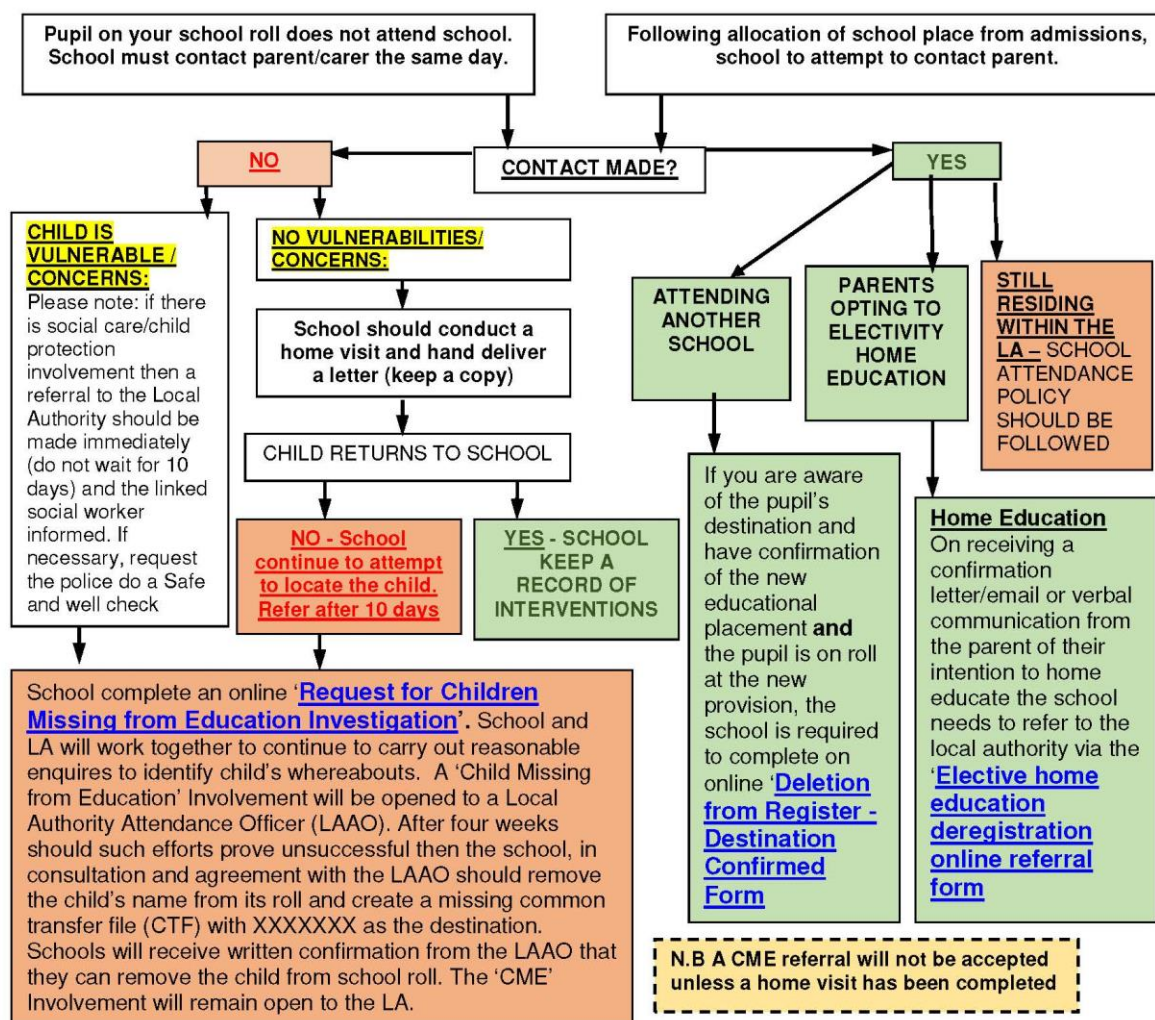 Pupil on your school roll does not attend school.
School must contact parent/carer the same day.
Following allocation of school place from admissions,
school to attempt to contact parent.
NO
CONTACT MADE?
YES
CHILD IS
VULNERABLE /
CONCERNS:
Please note: if there
is social care/child
protection
involvement then a
referral to the Local
Authority should be
made immediately
(do not wait for 10
days) and the linked
social worker
informed. If
necessary, request
the police do a Safe
and well check
NO VULNERABILITIES/
CONCERNS:
School should conduct a
home visit and hand deliver
a letter (keep a copy)
CHILD RETURNS TO SCHOOL
NO - School
continue to attempt
to locate the child.
Refer after 10 days
YES - SCHOOL
KEEP A
RECORD OF
INTERVENTIONS
ATTENDING
ANOTHER
SCHOOL
PARENTS
OPTING TO
ELECTIVITY
HOME
EDUCATION
STILL
RESIDING
WITHIN THE
LA – SCHOOL
ATTENDANCE
POLICY
SHOULD BE
FOLLOWED
If you are aware
of the pupil's
destination and
have confirmation
of the new
educational
placement and
the pupil is on roll
at the new
provision, the
school is required
to complete on
online 'Deletion
from Register -
Destination
Confirmed
Form
Home Education
On receiving a
confirmation
letter/email or verbal
communication from
the parent of their
intention to home
educate the school
needs to refer to the
local authority via the
'Elective home
education
deregistration
online referral
form
School complete an online 'Request for Children
Missing from Education Investigation'. School and
LA will work together to continue to carry out reasonable
enquires to identify child's whereabouts. A 'Child Missing
from Education' Involvement will be opened to a Local
Authority Attendance Officer (LAAO). After four weeks
should such efforts prove unsuccessful then the school, in
consultation and agreement with the LAAO should remove
the child's name from its roll and create a missing common
transfer file (CTF) with XXXXXXX as the destination.
Schools will receive written confirmation from the LAAO that
they can remove the child from school roll. The 'CME'
Involvement will remain open to the LA.
N.B A CME referral will not be accepted
unless a home visit has been completed